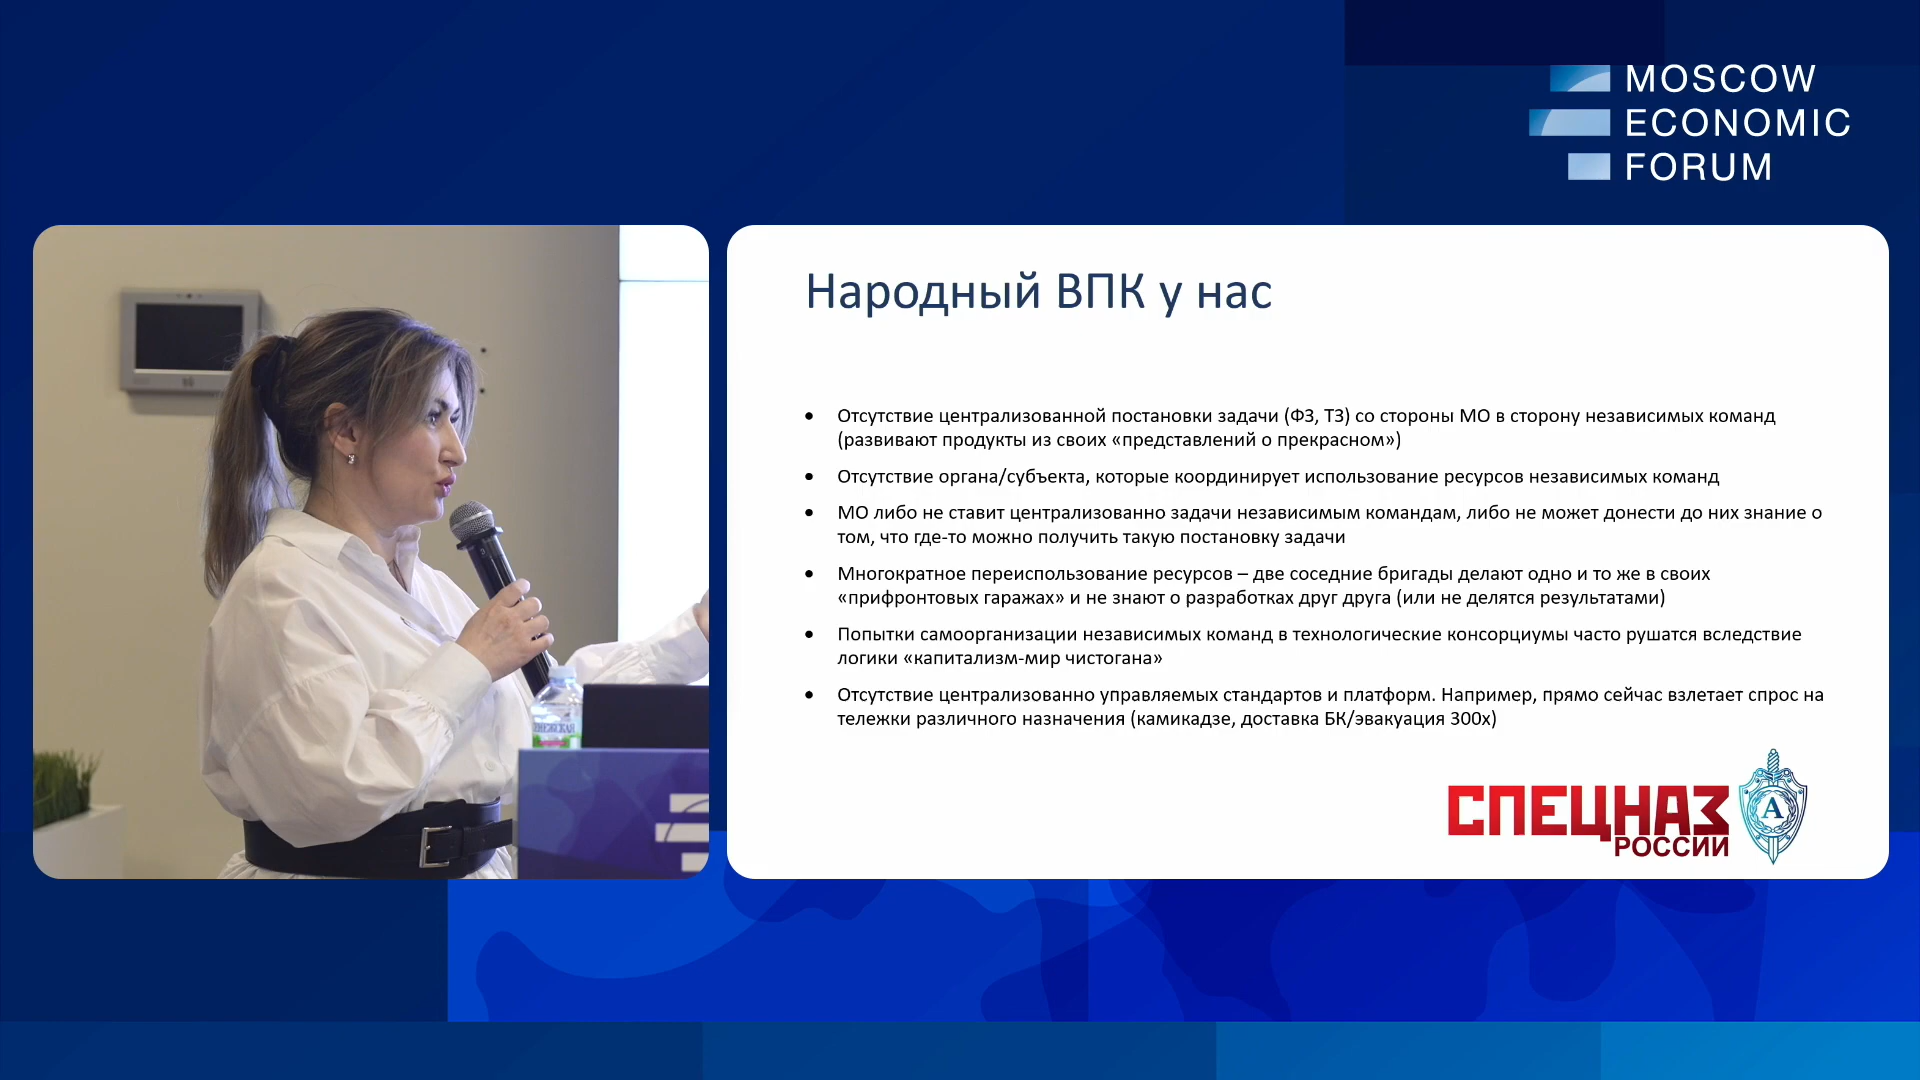 MOSCOW
ECONOMIC
FORUM
Народный ВПК у нас
• Отсутствие централизованной постановки задачи (ФЗ, ТЗ) со стороны МО в сторону независимых команд
(развивают продукты из своих «представлений о прекрасном»)
• Отсутствие органа/субъекта, которые координирует использование ресурсов независимых команд
• МО либо не ставит централизованно задачи независимым командам, либо не может донести до них знание о
том, что где-то можно получить такую постановку задачи
• Многократное переиспользование ресурсов – две соседние бригады делают одно и то же в своих
«прифронтовых гаражах» и не знают о разработках друг друга (или не делятся результатами)
• Попытки самоорганизации независимых команд в технологические консорциумы часто рушатся вследствие
логики «капитализм-мир чистогана»
• Отсутствие централизованно управляемых стандартов и платформ. Например, прямо сейчас взлетает спрос на
тележки различного назначения (камикадзе, доставка БК/эвакуация 300х)
СПЕЦНАЗ
РОССИИ
А